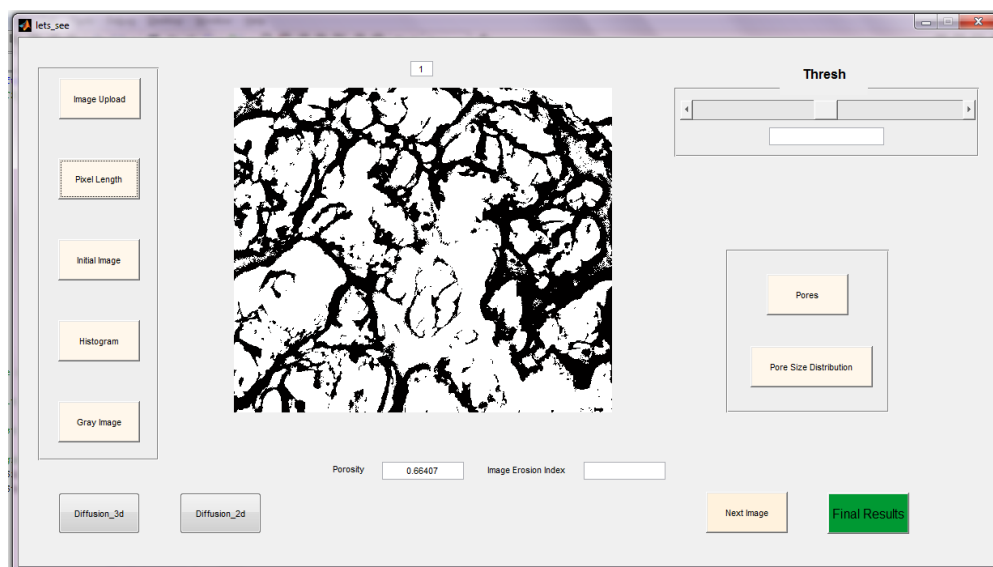 lets_see
1
Thresh
Image Upload
Pixel Length
Initial Image
Histogram
Gray Image
Pores
Pore Size Distribution
Porosity 0.66407 Image Erosion Index
Diffusion_3d Diffusion_2d Next Image Final Results